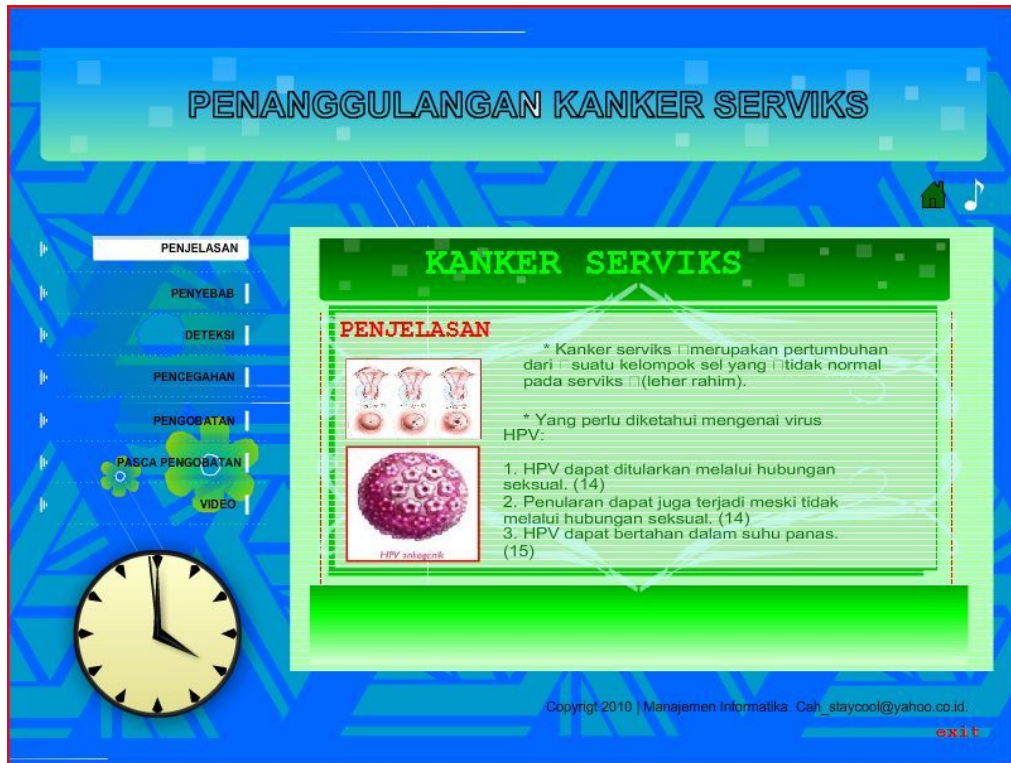 PENANGGULANGAN KANKER SERVIKS
PENJELASAN
PENYEBAB
DETEKSI
PENCEGAHAN
PENGOBATAN
PASCA PENGOBATAN
VIDEO
KANKER SERVIKS
PENJELASAN
* Kanker serviks □merupakan pertumbuhan
dari □suatu kelompok sel yang □tidak normal
pada serviks □(leher rahim).
* Yang perlu diketahui mengenai virus
HPV:
1. HPV dapat ditularkan melalui hubungan
seksual. (14)
2. Penularan dapat juga terjadi meski tidak
melalui hubungan seksual. (14)
3. HPV dapat bertahan dalam suhu panas.
(15)
HPV onkogenik
Copyrigt 2010 | Manajemen Informatika. Cah_staycool@yahoo.co.id.
exit